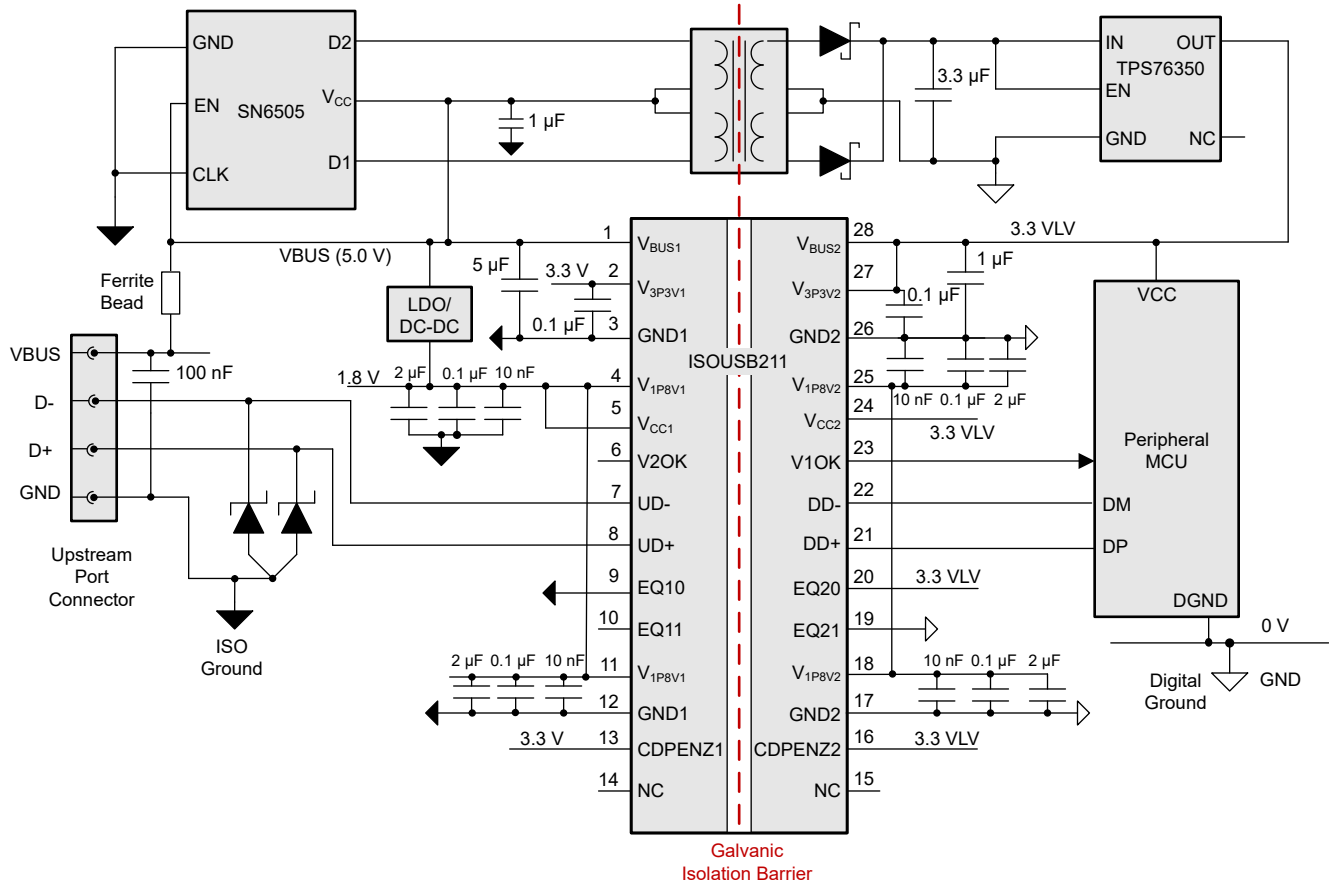 GND
D2
EN
SN6505
VCC
CLK
D1
1 µF
3.3 µF
IN
OUT
TPS76350
EN
GND
NC
VBUS (5.0 V)
Ferrite
Bead
LDO/
DC-DC
5 µF
3.3 V
0.1 µF
1.8 V
2 µF
0.1 µF
10 nF
VBUS
D-
D+
GND
100 nF
Upstream
Port
Connector
ISO
Ground
2 µF
0.1 µF
10 nF
3.3 V
1
2
3
4
5
6
7
8
9
10
11
12
13
14
VBUS1
V3P3V1
GND1
V1P8V1
VCC1
V2OK
UD-
UD+
EQ10
EQ11
V1P8V1
GND1
CDPENZ1
NC
ISOUSB211
VBUS2
V3P3V2
GND2
V1P8V2
VCC2
V1OK
DD-
DD+
EQ20
EQ21
V1P8V2
GND2
CDPENZ2
NC
28
27
26
25
24
23
22
21
20
19
18
17
16
15
3.3 VLV
1 µF
0.1 µF
10 nF
0.1 µF
2 µF
3.3 VLV
3.3 VLV
10 nF
0.1 µF
2 µF
3.3 VLV
VCC
Peripheral
MCU
DM
DP
DGND
0 V
Digital
Ground
GND
Galvanic
Isolation Barrier